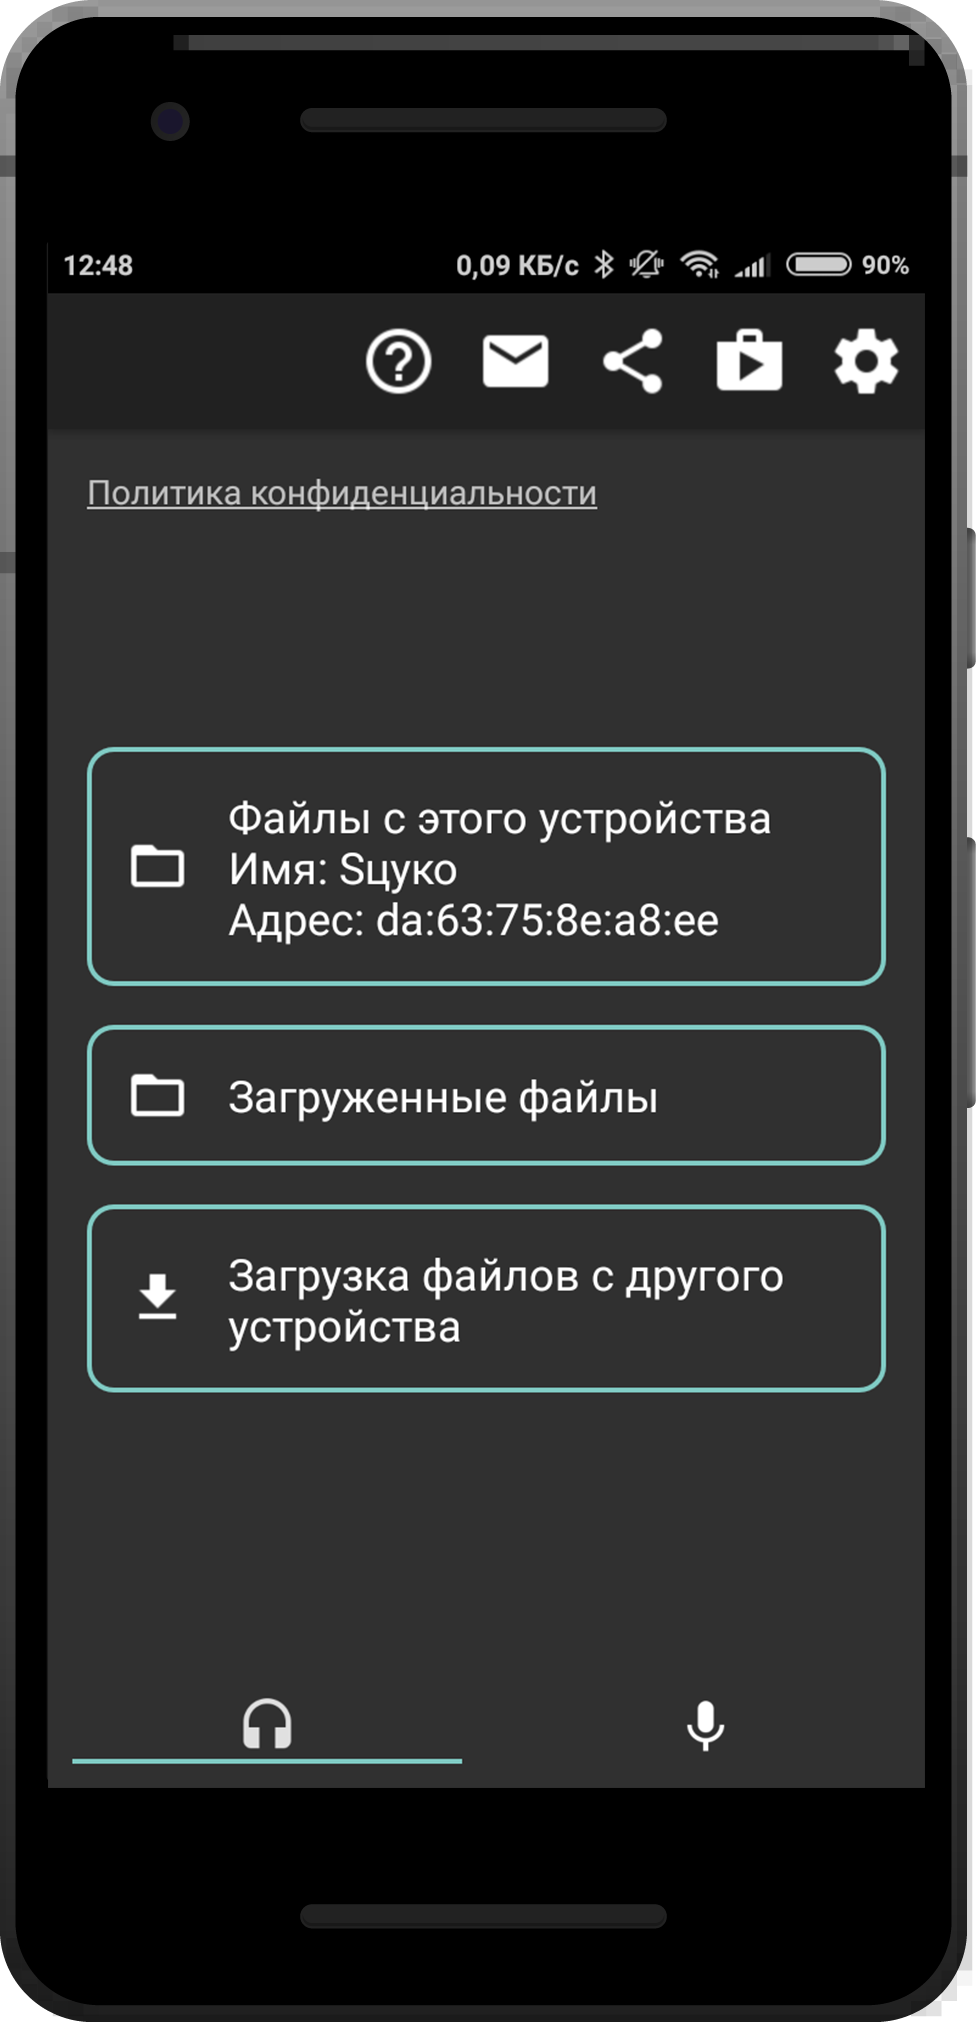 12:48 0,09 КБ/с 90%
Политика конфиденциальности
Файлы с этого устройства
Имя: Sцуко
Адрес: da:63:75:8e:a8:ee
Загруженные файлы
Загрузка файлов с другого
устройства